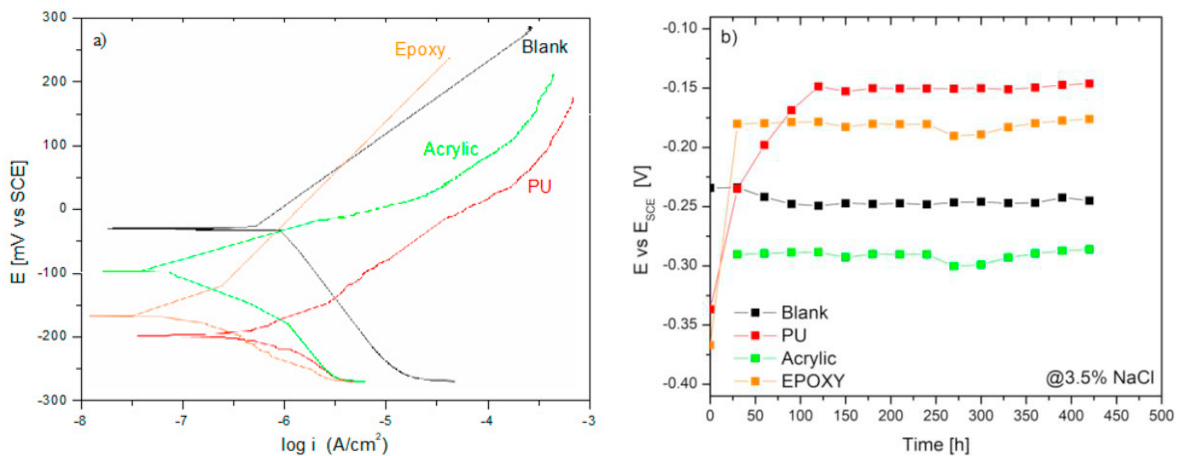 a)
300
200
100
0
-100
-200
-300
E [mV vs SCE]
-8 -7 -6 -5 -4 -3
log i (A/cm²)
Epoxy
Blank
Acrylic
PU
b)
-0.10
-0.15
-0.20
-0.25
-0.30
-0.35
-0.40
E vs E_SCE [V]
Blank
PU
Acrylic
EPOXY
@3.5% NaCl
0 50 100 150 200 250 300 350 400 450 500
Time [h]